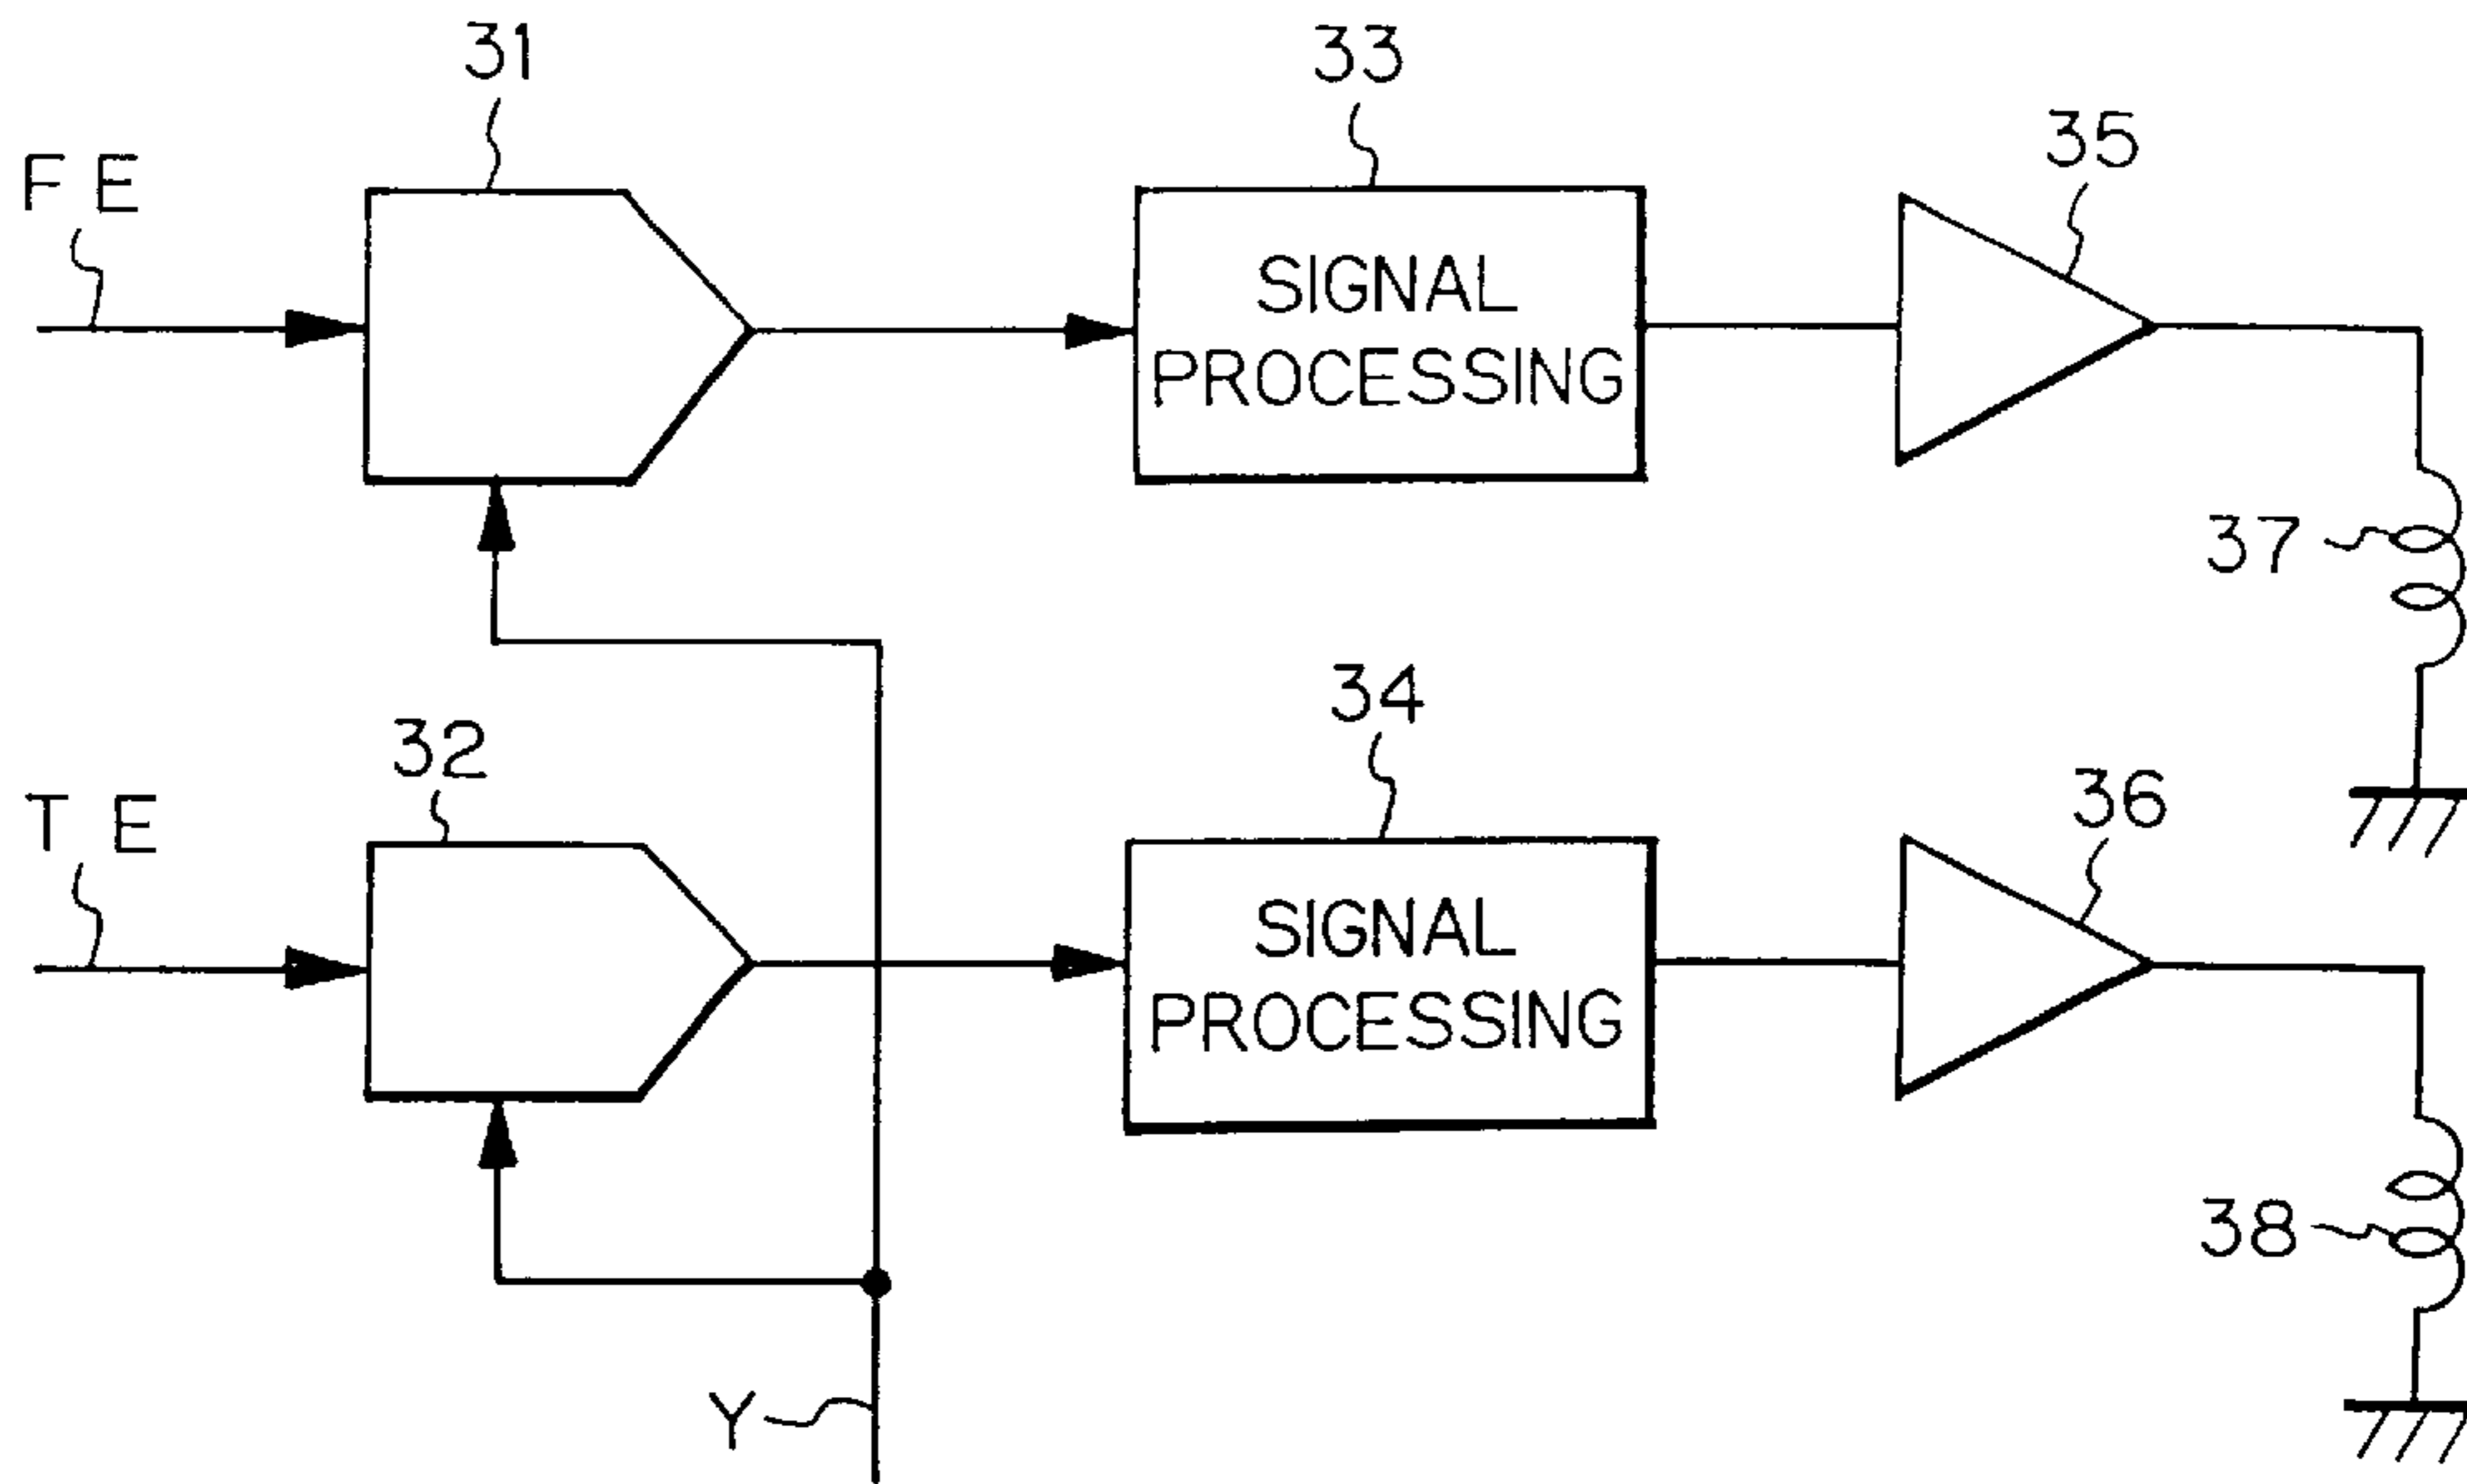 31
33
35
F E
SIGNAL
PROCESSING
37
34
32
36
T E
SIGNAL
PROCESSING
38
Y